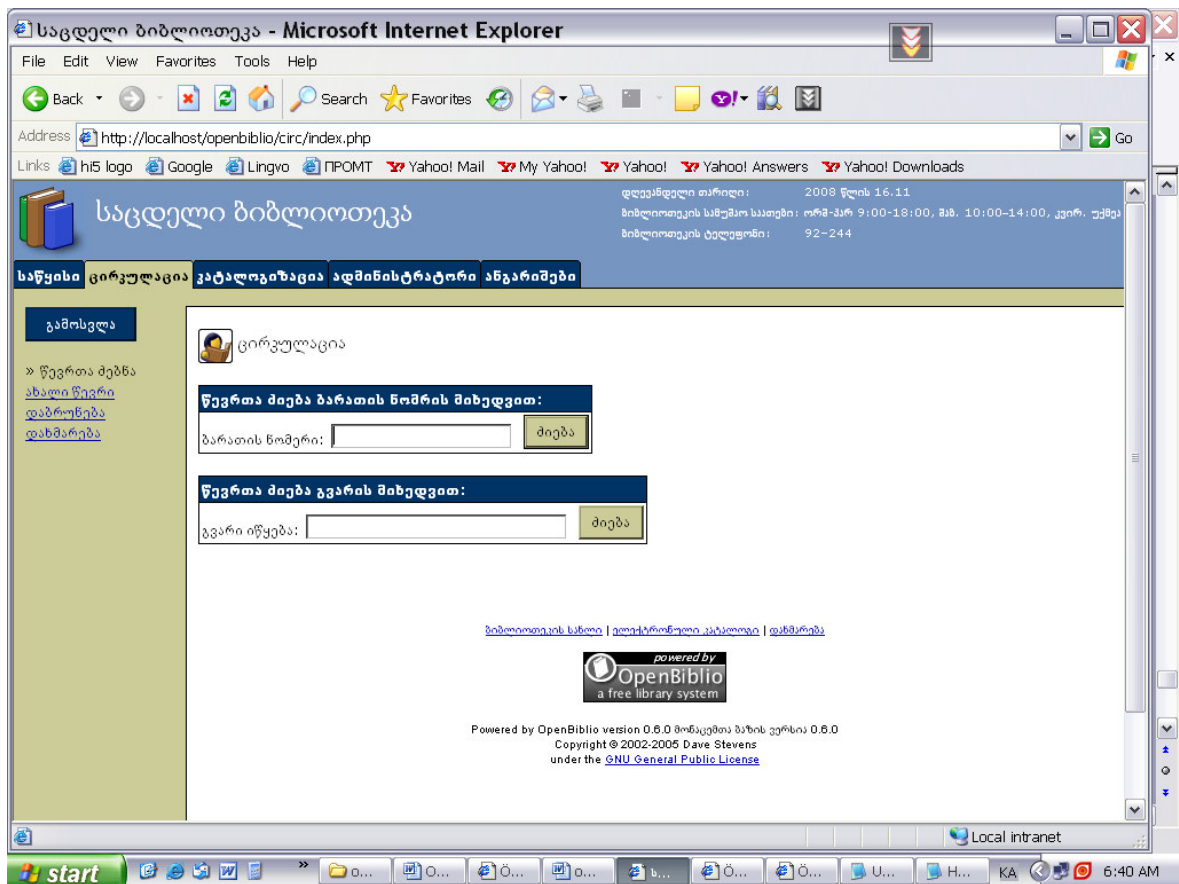 საცდელი ბიბლიოთეკა - Microsoft Internet Explorer
File Edit View Favorites Tools Help
Back Search Favorites
Address http://localhost/openbiblio/circ/index.php Go
Links hi5 logo Google Lingvo ПРОМТ Yahoo! Mail My Yahoo! Yahoo! Yahoo! Answers Yahoo! Downloads
საცდელი ბიბლიოთეკა
დღევანდელი თარიღი: 2008 წლის 16.11
ბიბლიოთეკის სამუშაო საათები: ორშ-პარ 9:00-18:00, შაბ. 10:00-14:00, კვირ. უქმეა
ბიბლიოთეკის ტელეფონი: 92-244
საწყისი ცირკულაცია კატალოგიზაცია ადმინისტრატორი ანგარიშები
გამოსვლა
» წევრთა ძებნა
ახალი წევრი
დაბრუნება
დახმარება
ცირკულაცია
წევრთა ძიება ბარათის ნომრის მიხედვით:
ბარათის ნომერი: ძიება
წევრთა ძიება გვარის მიხედვით:
გვარი იწყება: ძიება
ბიბლიოთეკის სახლი | ელექტრონული კატალოგი | დახმარება
powered by
OpenBiblio
a free library system
Powered by OpenBiblio version 0.6.0 მონაცემთა ბაზის ვერსია 0.6.0
Copyright © 2002-2005 Dave Stevens
under the GNU General Public License
Local intranet
start o... O... Ö... o... ს... Ö... Ö... U... H... KA 6:40 AM